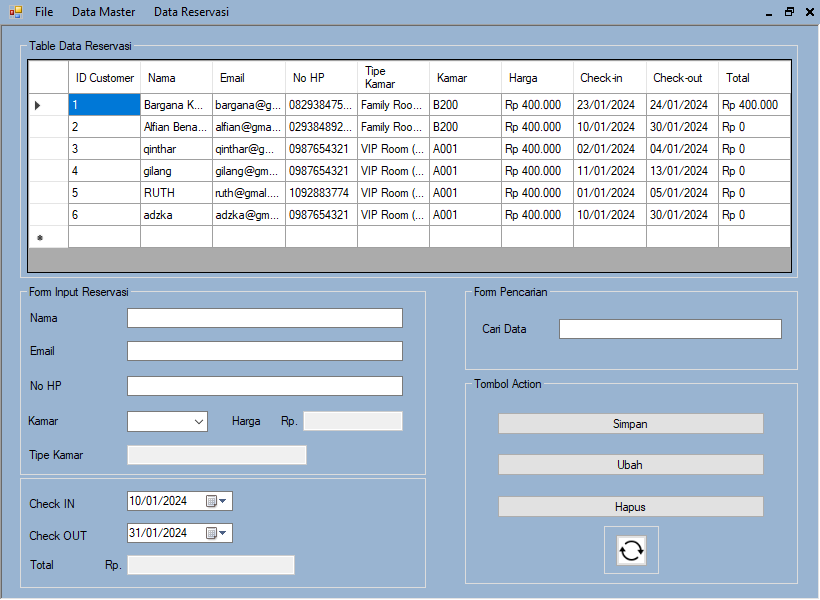 File Data Master Data Reservasi
Table Data Reservasi
ID Customer Nama Email No HP Tipe Kamar Kamar Harga Check-in Check-out Total
1 Bargana K... bargana@g... 082938475... Family Roo... B200 Rp 400.000 23/01/2024 24/01/2024 Rp 400.000
2 Alfian Bena... alfian@gma... 029384892... Family Roo... B200 Rp 400.000 10/01/2024 30/01/2024 Rp 0
3 qinthar qinthar@g... 0987654321 VIP Room (... A001 Rp 400.000 02/01/2024 04/01/2024 Rp 0
4 gilang gilang@gm... 0987654321 VIP Room (... A001 Rp 400.000 11/01/2024 13/01/2024 Rp 0
5 RUTH ruth@gmal.... 1092883774 VIP Room (... A001 Rp 400.000 01/01/2024 05/01/2024 Rp 0
6 adzka adzka@gm... 0987654321 VIP Room (... A001 Rp 400.000 10/01/2024 30/01/2024 Rp 0
Form Input Reservasi
Nama
Email
No HP
Kamar Harga Rp.
Tipe Kamar
Check IN 10/01/2024
Check OUT 31/01/2024
Total Rp.
Form Pencarian
Cari Data
Tombol Action
Simpan
Ubah
Hapus